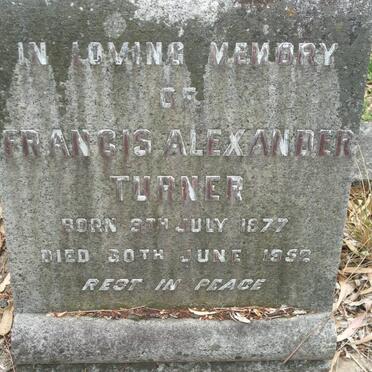 IN LOVING MEMORY
OF
FRANCIS ALEXANDER
TURNER
BORN 9TH JULY 1877
DIED 30TH JUNE 1952
REST IN PEACE